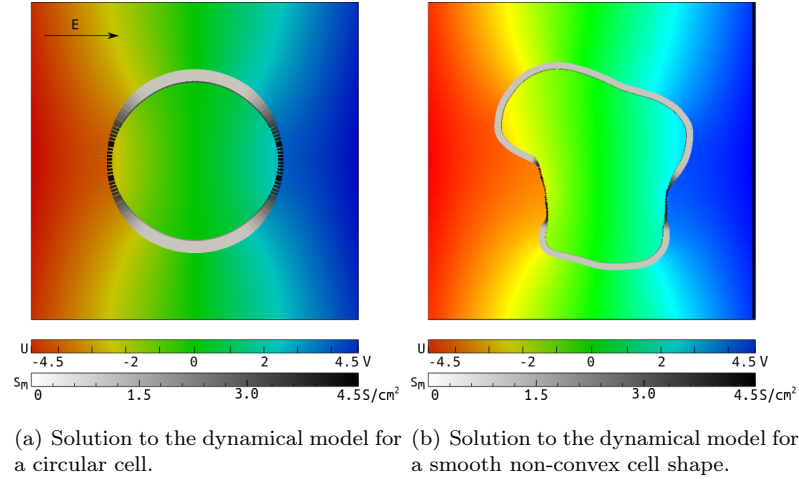 E
U
-4.5 -2 0 2 4.5 V
Sm
0 1.5 3.0 4.5 S/cm²
U
-4.5 -2 0 2 4.5 V
Sm
0 1.5 3.0 4.5 S/cm²
(a) Solution to the dynamical model for
a circular cell.
(b) Solution to the dynamical model for
a smooth non-convex cell shape.